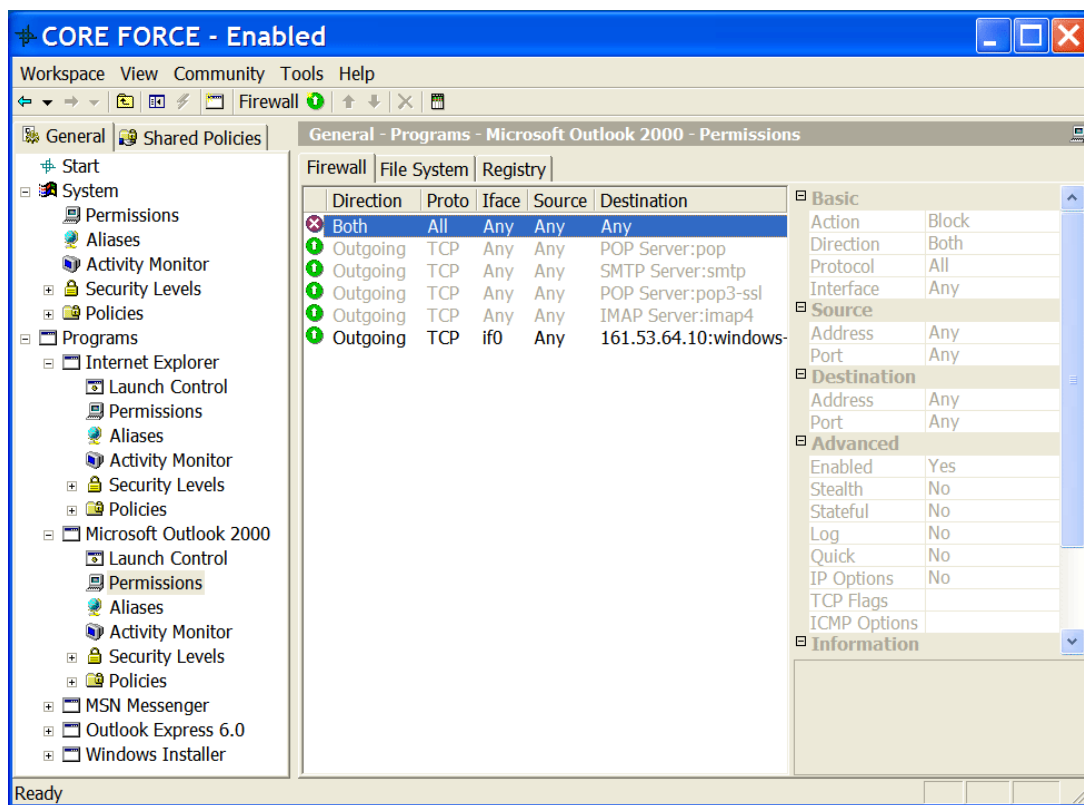 CORE FORCE - Enabled
Workspace View Community Tools Help
Firewall
General Shared Policies
Start
System
Permissions
Aliases
Activity Monitor
Security Levels
Policies
Programs
Internet Explorer
Launch Control
Permissions
Aliases
Activity Monitor
Security Levels
Policies
Microsoft Outlook 2000
Launch Control
Permissions
Aliases
Activity Monitor
Security Levels
Policies
MSN Messenger
Outlook Express 6.0
Windows Installer
General - Programs - Microsoft Outlook 2000 - Permissions
Firewall File System Registry
Direction Proto Iface Source Destination
Both All Any Any Any
Outgoing TCP Any Any POP Server:pop
Outgoing TCP Any Any SMTP Server:smtp
Outgoing TCP Any Any POP Server:pop3-ssl
Outgoing TCP Any Any IMAP Server:imap4
Outgoing TCP if0 Any 161.53.64.10:windows-
Basic
Action Block
Direction Both
Protocol All
Interface Any
Source
Address Any
Port Any
Destination
Address Any
Port Any
Advanced
Enabled Yes
Stealth No
Stateful No
Log No
Quick No
IP Options No
TCP Flags
ICMP Options
Information
Ready